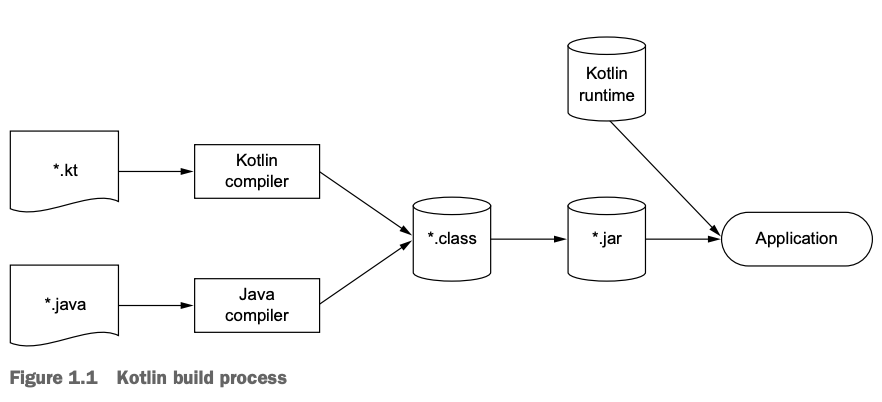 Kotlin
runtime
*.kt
Kotlin
compiler
*.class
*.jar
Application
*.java
Java
compiler
Figure 1.1 Kotlin build process